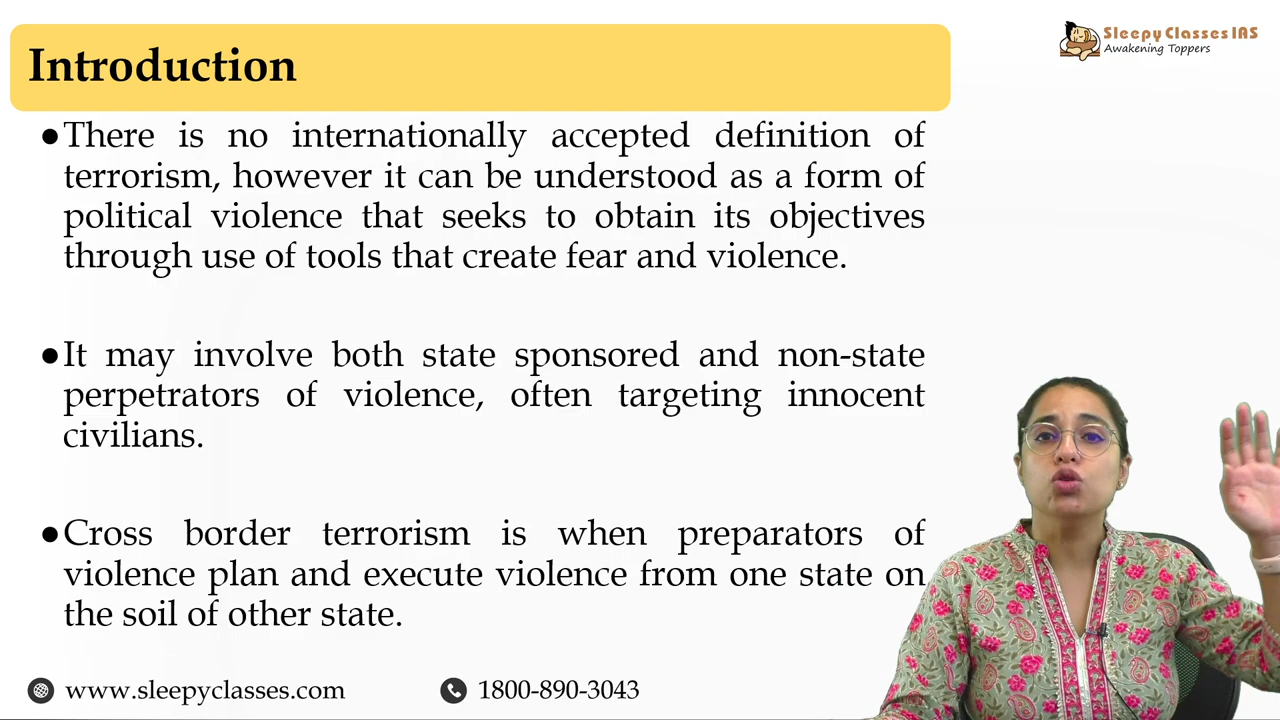 Introduction
Sleepy Classes IAS
Awakening Toppers
●There is no internationally accepted definition of
terrorism, however it can be understood as a form of
political violence that seeks to obtain its objectives
through use of tools that create fear and violence.
●It may involve both state sponsored and non-state
perpetrators of violence, often targeting innocent
civilians.
●Cross border terrorism is when preparators of
violence plan and execute violence from one state on
the soil of other state.
www.sleepyclasses.com
1800-890-3043